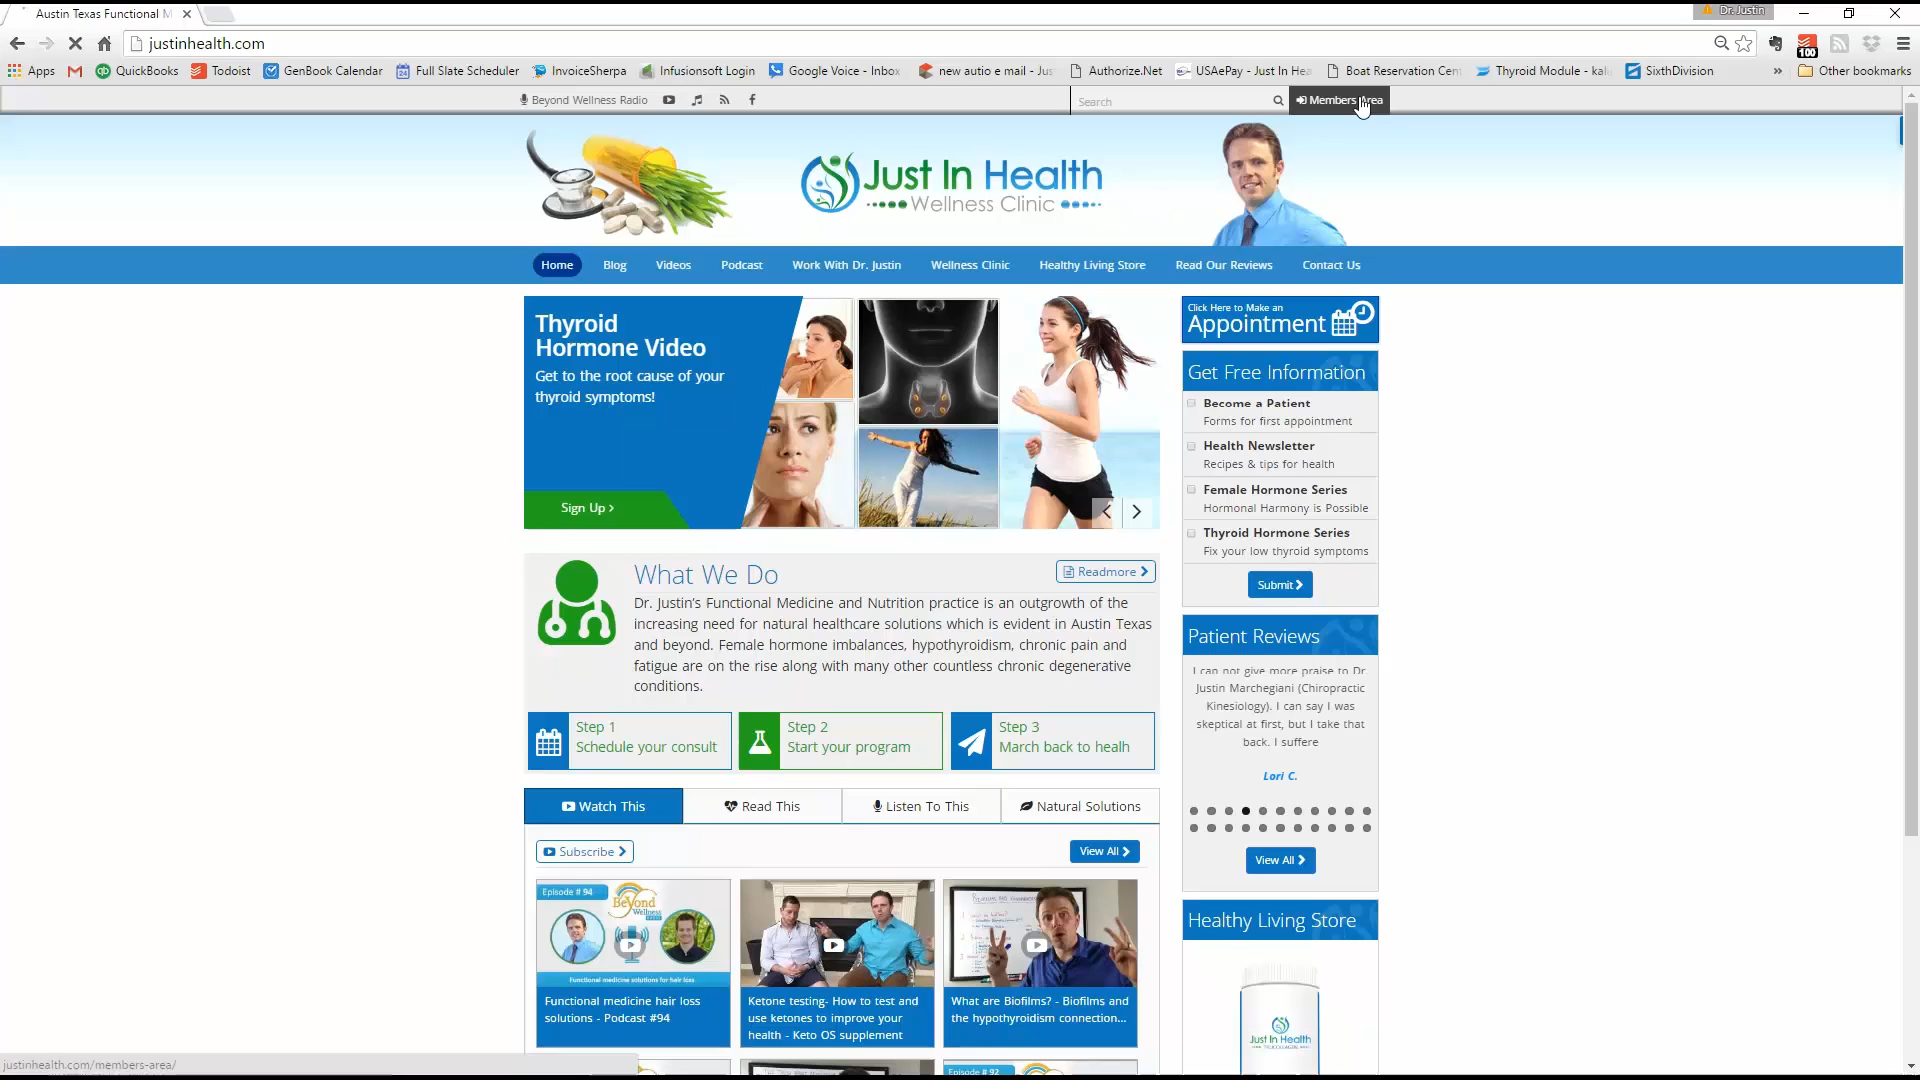 Austin Texas Functional M
Dr. Justin
justinhealth.com
100
Apps
QuickBooks
Todoist
GenBook Calendar
24
Full Slate Scheduler
InvoiceSherpa
Infusionsoft Login
Google Voice - Inbox
new autio e mail - Jus
Authorize.Net
USAePay - Just In Hea
Boat Reservation Cen
Thyroid Module - kal
SixthDivision
Other bookmarks
Beyond Wellness Radio
Search
Members Area
Just In Health
Wellness Clinic
Home
Blog
Videos
Podcast
Work With Dr. Justin
Wellness Clinic
Healthy Living Store
Read Our Reviews
Contact Us
Thyroid
Hormone Video
Get to the root cause of your
thyroid symptoms!
Sign Up
Click Here to Make an
Appointment
Get Free Information
Become a Patient
Forms for first appointment
Health Newsletter
Recipes & tips for health
Female Hormone Series
Hormonal Harmony is Possible
Thyroid Hormone Series
Fix your low thyroid symptoms
Submit
What We Do
Readmore
Dr. Justin's Functional Medicine and Nutrition practice is an outgrowth of the
increasing need for natural healthcare solutions which is evident in Austin Texas
and beyond. Female hormone imbalances, hypothyroidism, chronic pain and
fatigue are on the rise along with many other countless chronic degenerative
conditions.
Step 1
Schedule your consult
Step 2
Start your program
Step 3
March back to healh
Patient Reviews
I can not give more praise to Dr.
Justin Marchegiani (Chiropractic
Kinesiology). I can say I was
skeptical at first, but I take that
back. I suffere
Lori C.
View All
Watch This
Read This
Listen To This
Natural Solutions
Subscribe
View All
Episode # 94
BeYond
Wellness
Functional medicine solutions for hair loss
Functional medicine hair loss
solutions - Podcast #94
Ketone testing- How to test and
use ketones to improve your
health - Keto OS supplement
What are Biofilms? - Biofilms and
the hypothyroidism connection...
Healthy Living Store
Just In Health
Episode # 92
justinhealth.com/members-area/